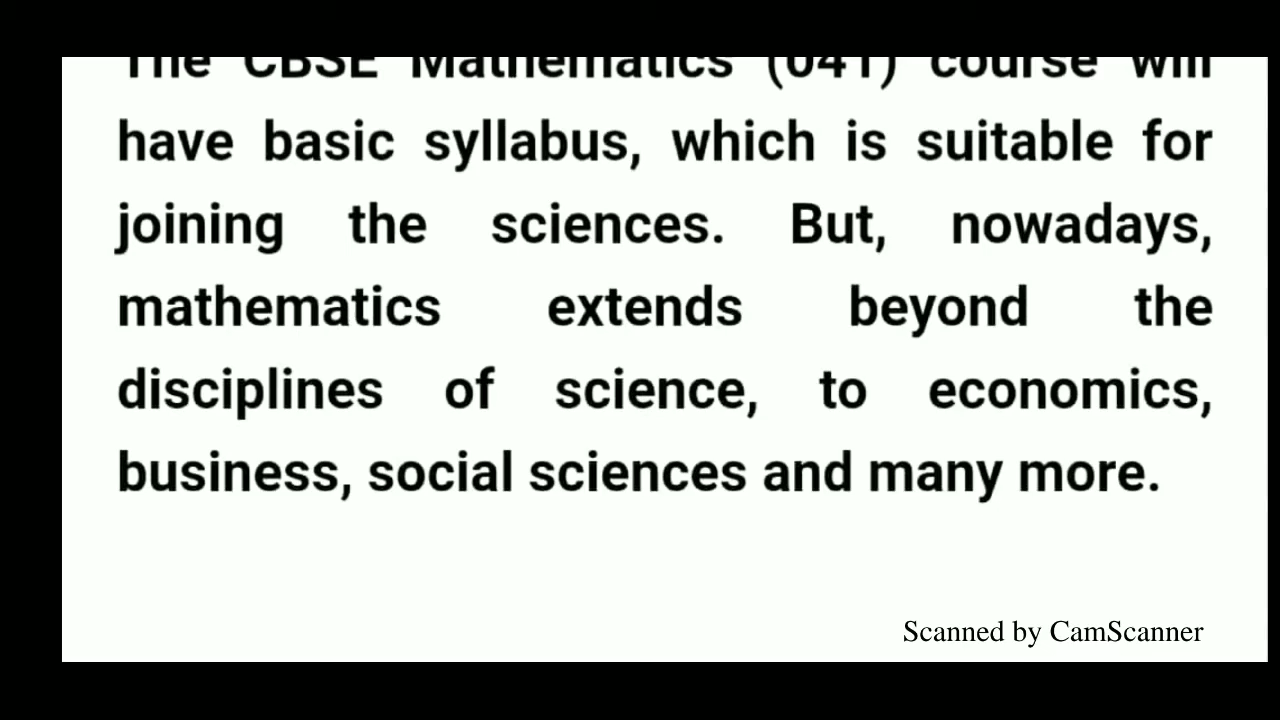 The CBSE Mathematics (041) course will
have basic syllabus, which is suitable for
joining the sciences. But, nowadays,
mathematics extends beyond the
disciplines of science, to economics,
business, social sciences and many more.
Scanned by CamScanner